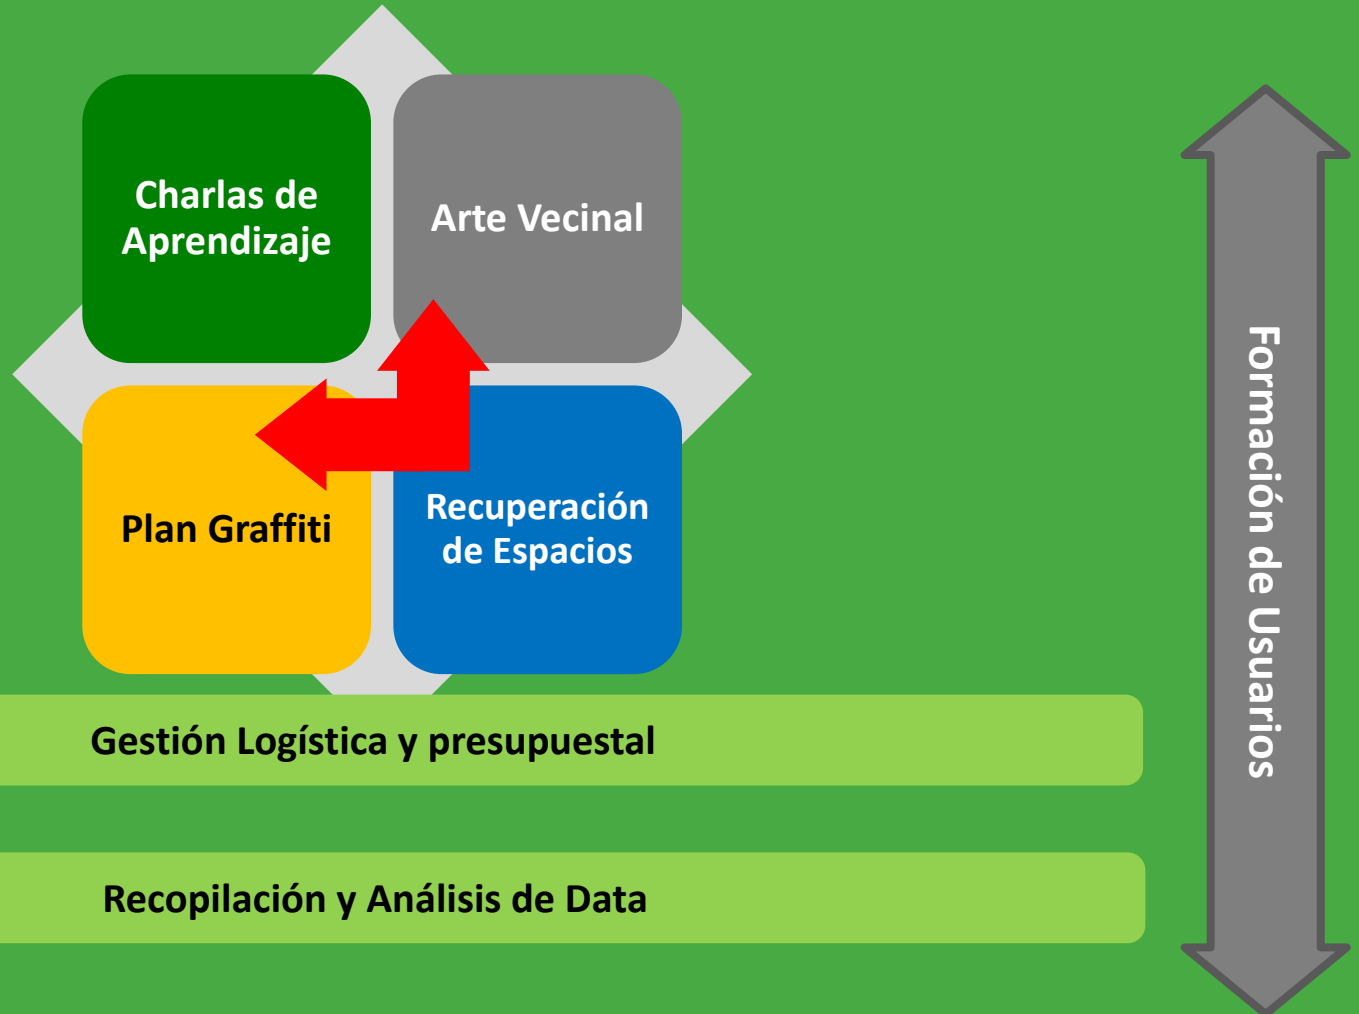 Charlas de
Aprendizaje
Arte Vecinal
Plan Graffiti
Recuperación
de Espacios
Gestión Logística y presupuestal
Recopilación y Análisis de Data
Formación de Usuarios